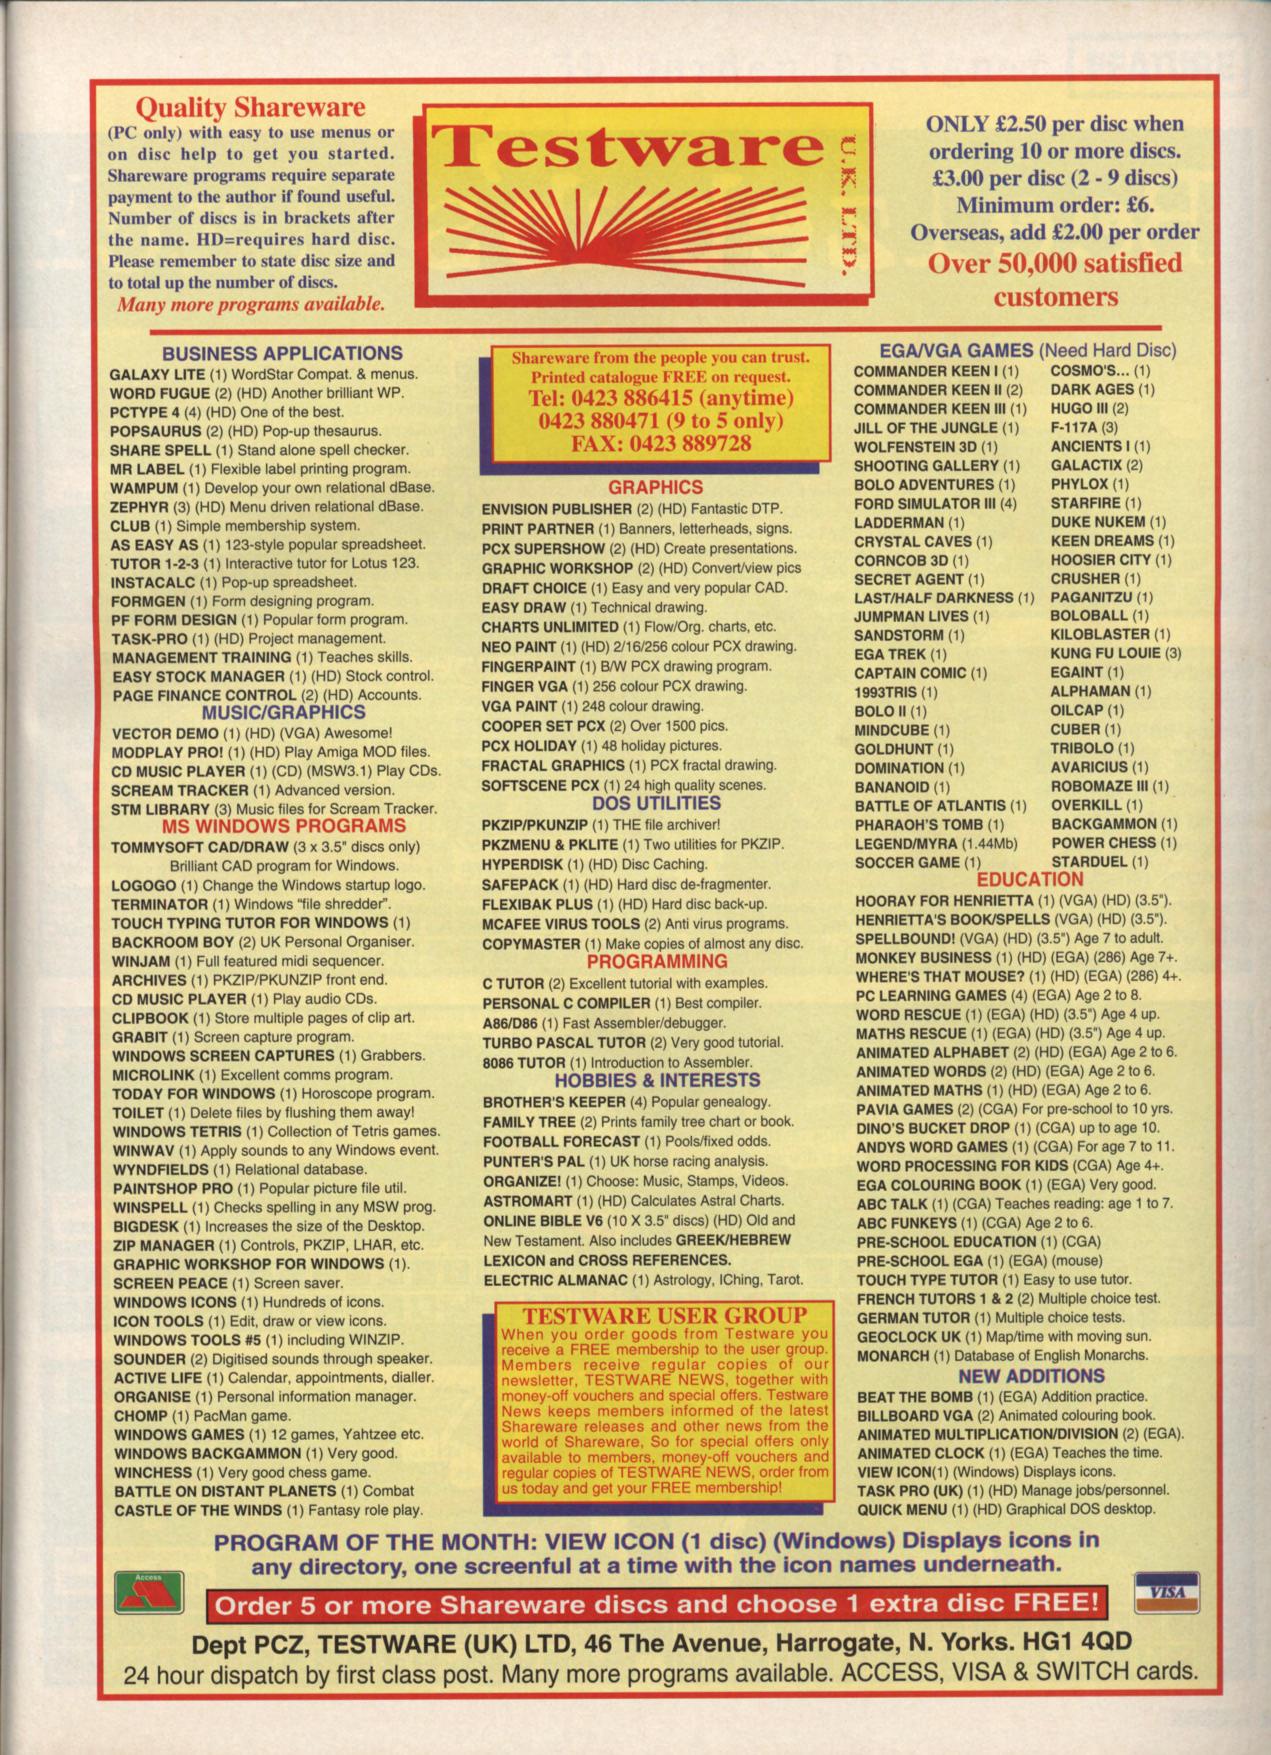 Quality Shareware
(PC only) with easy to use menus or
on disc help to get you started.
Shareware programs require separate
payment to the author if found useful.
Number of discs is in brackets after
the name. HD=requires hard disc.
Please remember to state disc size and
to total up the number of discs.
Many more programs available.
Testware
U.K. LTD.
ONLY £2.50 per disc when
ordering 10 or more discs.
£3.00 per disc (2 - 9 discs)
Minimum order: £6.
Overseas, add £2.00 per order
Over 50,000 satisfied
customers
BUSINESS APPLICATIONS
GALAXY LITE (1) WordStar Compat. & menus.
WORD FUGUE (2) (HD) Another brilliant WP.
PCTYPE 4 (4) (HD) One of the best.
POPSAURUS (2) (HD) Pop-up thesaurus.
SHARE SPELL (1) Stand alone spell checker.
MR LABEL (1) Flexible label printing program.
WAMPUM (1) Develop your own relational dBase.
ZEPHYR (3) (HD) Menu driven relational dBase.
CLUB (1) Simple membership system.
AS EASY AS (1) 123-style popular spreadsheet.
TUTOR 1-2-3 (1) Interactive tutor for Lotus 123.
INSTACALC (1) Pop-up spreadsheet.
FORMGEN (1) Form designing program.
PF FORM DESIGN (1) Popular form program.
TASK-PRO (1) (HD) Project management.
MANAGEMENT TRAINING (1) Teaches skills.
EASY STOCK MANAGER (1) (HD) Stock control.
PAGE FINANCE CONTROL (2) (HD) Accounts.
MUSIC/GRAPHICS
VECTOR DEMO (1) (HD) (VGA) Awesome!
MODPLAY PRO! (1) (HD) Play Amiga MOD files.
CD MUSIC PLAYER (1) (CD) (MSW3.1) Play CDs.
SCREAM TRACKER (1) Advanced version.
STM LIBRARY (3) Music files for Scream Tracker.
MS WINDOWS PROGRAMS
TOMMYSOFT CAD/DRAW (3 x 3.5" discs only)
Brilliant CAD program for Windows.
LOGOGO (1) Change the Windows startup logo.
TERMINATOR (1) Windows "file shredder".
TOUCH TYPING TUTOR FOR WINDOWS (1)
BACKROOM BOY (2) UK Personal Organiser.
WINJAM (1) Full featured midi sequencer.
ARCHIVES (1) PKZIP/PKUNZIP front end.
CD MUSIC PLAYER (1) Play audio CDs.
CLIPBOOK (1) Store multiple pages of clip art.
GRABIT (1) Screen capture program.
WINDOWS SCREEN CAPTURES (1) Grabbers.
MICROLINK (1) Excellent comms program.
TODAY FOR WINDOWS (1) Horoscope program.
TOILET (1) Delete files by flushing them away!
WINDOWS TETRIS (1) Collection of Tetris games.
WINWAV (1) Apply sounds to any Windows event.
WYNDFIELDS (1) Relational database.
PAINTSHOP PRO (1) Popular picture file util.
WINSPELL (1) Checks spelling in any MSW prog.
BIGDESK (1) Increases the size of the Desktop.
ZIP MANAGER (1) Controls, PKZIP, LHAR, etc.
GRAPHIC WORKSHOP FOR WINDOWS (1).
SCREEN PEACE (1) Screen saver.
WINDOWS ICONS (1) Hundreds of icons.
ICON TOOLS (1) Edit, draw or view icons.
WINDOWS TOOLS #5 (1) including WINZIP.
SOUNDER (2) Digitised sounds through speaker.
ACTIVE LIFE (1) Calendar, appointments, dialler.
ORGANISE (1) Personal information manager.
CHOMP (1) PacMan game.
WINDOWS GAMES (1) 12 games, Yahtzee etc.
WINDOWS BACKGAMMON (1) Very good.
WINCHESS (1) Very good chess game.
BATTLE ON DISTANT PLANETS (1) Combat
CASTLE OF THE WINDS (1) Fantasy role play.
Shareware from the people you can trust.
Printed catalogue FREE on request.
Tel: 0423 886415 (anytime)
0423 880471 (9 to 5 only)
FAX: 0423 889728
GRAPHICS
ENVISION PUBLISHER (2) (HD) Fantastic DTP.
PRINT PARTNER (1) Banners, letterheads, signs.
PCX SUPERSHOW (2) (HD) Create presentations.
GRAPHIC WORKSHOP (2) (HD) Convert/view pics
DRAFT CHOICE (1) Easy and very popular CAD.
EASY DRAW (1) Technical drawing.
CHARTS UNLIMITED (1) Flow/Org. charts, etc.
NEO PAINT (1) (HD) 2/16/256 colour PCX drawing.
FINGERPAINT (1) B/W PCX drawing program.
FINGER VGA (1) 256 colour PCX drawing.
VGA PAINT (1) 248 colour drawing.
COOPER SET PCX (2) Over 1500 pics.
PCX HOLIDAY (1) 48 holiday pictures.
FRACTAL GRAPHICS (1) PCX fractal drawing.
SOFTSCENE PCX (1) 24 high quality scenes.
DOS UTILITIES
PKZIP/PKUNZIP (1) THE file archiver!
PKZMENU & PKLITE (1) Two utilities for PKZIP.
HYPERDISK (1) (HD) Disc Caching.
SAFEPACK (1) (HD) Hard disc de-fragmenter.
FLEXIBAK PLUS (1) (HD) Hard disc back-up.
MCAFEE VIRUS TOOLS (2) Anti virus programs.
COPYMASTER (1) Make copies of almost any disc.
PROGRAMMING
C TUTOR (2) Excellent tutorial with examples.
PERSONAL C COMPILER (1) Best compiler.
A86/D86 (1) Fast Assembler/debugger.
TURBO PASCAL TUTOR (2) Very good tutorial.
8086 TUTOR (1) Introduction to Assembler.
HOBBIES & INTERESTS
BROTHER'S KEEPER (4) Popular genealogy.
FAMILY TREE (2) Prints family tree chart or book.
FOOTBALL FORECAST (1) Pools/fixed odds.
PUNTER'S PAL (1) UK horse racing analysis.
ORGANIZE! (1) Choose: Music, Stamps, Videos.
ASTROMART (1) (HD) Calculates Astral Charts.
ONLINE BIBLE V6 (10 X 3.5" discs) (HD) Old and
New Testament. Also includes GREEK/HEBREW
LEXICON and CROSS REFERENCES.
ELECTRIC ALMANAC (1) Astrology, IChing, Tarot.
TESTWARE USER GROUP
When you order goods from Testware you
receive a FREE membership to the user group.
Members receive regular copies of our
newsletter, TESTWARE NEWS, together with
money-off vouchers and special offers. Testware
News keeps members informed of the latest
Shareware releases and other news from the
world of Shareware, So for special offers only
available to members, money-off vouchers and
regular copies of TESTWARE NEWS, order from
us today and get your FREE membership!
EGA/VGA GAMES (Need Hard Disc)
COMMANDER KEEN I (1)
COMMANDER KEEN II (2)
COMMANDER KEEN III (1)
JILL OF THE JUNGLE (1)
WOLFENSTEIN 3D (1)
SHOOTING GALLERY (1)
BOLO ADVENTURES (1)
FORD SIMULATOR III (4)
LADDERMAN (1)
CRYSTAL CAVES (1)
CORNCOB 3D (1)
SECRET AGENT (1)
LAST/HALF DARKNESS (1)
JUMPMAN LIVES (1)
SANDSTORM (1)
EGA TREK (1)
CAPTAIN COMIC (1)
1993TRIS (1)
BOLO II (1)
MINDCUBE (1)
GOLDHUNT (1)
DOMINATION (1)
BANANOID (1)
BATTLE OF ATLANTIS (1)
PHARAOH'S TOMB (1)
LEGEND/MYRA (1.44Mb)
SOCCER GAME (1)
COSMO'S... (1)
DARK AGES (1)
HUGO III (2)
F-117A (3)
ANCIENTS I (1)
GALACTIX (2)
PHYLOX (1)
STARFIRE (1)
DUKE NUKEM (1)
KEEN DREAMS (1)
HOOSIER CITY (1)
CRUSHER (1)
PAGANITZU (1)
BOLOBALL (1)
KILOBLASTER (1)
KUNG FU LOUIE (3)
EGAINT (1)
ALPHAMAN (1)
OILCAP (1)
CUBER (1)
TRIBOLO (1)
AVARICIUS (1)
ROBOMAZE III (1)
OVERKILL (1)
BACKGAMMON (1)
POWER CHESS (1)
STARDUEL (1)
EDUCATION
HOORAY FOR HENRIETTA (1) (VGA) (HD) (3.5").
HENRIETTA'S BOOK/SPELLS (VGA) (HD) (3.5").
SPELLBOUND! (VGA) (HD) (3.5") Age 7 to adult.
MONKEY BUSINESS (1) (HD) (EGA) (286) Age 7+.
WHERE'S THAT MOUSE? (1) (HD) (EGA) (286) 4+.
PC LEARNING GAMES (4) (EGA) Age 2 to 8.
WORD RESCUE (1) (EGA) (HD) (3.5") Age 4 up.
MATHS RESCUE (1) (EGA) (HD) (3.5") Age 4 up.
ANIMATED ALPHABET (2) (HD) (EGA) Age 2 to 6.
ANIMATED WORDS (2) (HD) (EGA) Age 2 to 6.
ANIMATED MATHS (1) (HD) (EGA) Age 2 to 6.
PAVIA GAMES (2) (CGA) For pre-school to 10 yrs.
DINO'S BUCKET DROP (1) (CGA) up to age 10.
ANDYS WORD GAMES (1) (CGA) For age 7 to 11.
WORD PROCESSING FOR KIDS (CGA) Age 4+.
EGA COLOURING BOOK (1) (EGA) Very good.
ABC TALK (1) (CGA) Teaches reading: age 1 to 7.
ABC FUNKEYS (1) (CGA) Age 2 to 6.
PRE-SCHOOL EDUCATION (1) (CGA)
PRE-SCHOOL EGA (1) (EGA) (mouse)
TOUCH TYPE TUTOR (1) Easy to use tutor.
FRENCH TUTORS 1 & 2 (2) Multiple choice test.
GERMAN TUTOR (1) Multiple choice tests.
GEOCLOCK UK (1) Map/time with moving sun.
MONARCH (1) Database of English Monarchs.
NEW ADDITIONS
BEAT THE BOMB (1) (EGA) Addition practice.
BILLBOARD VGA (2) Animated colouring book.
ANIMATED MULTIPLICATION/DIVISION (2) (EGA).
ANIMATED CLOCK (1) (EGA) Teaches the time.
VIEW ICON(1) (Windows) Displays icons.
TASK PRO (UK) (1) (HD) Manage jobs/personnel.
QUICK MENU (1) (HD) Graphical DOS desktop.
PROGRAM OF THE MONTH: VIEW ICON (1 disc) (Windows) Displays icons in
any directory, one screenful at a time with the icon names underneath.
Access
Order 5 or more Shareware discs and choose 1 extra disc FREE!
VISA
Dept PCZ, TESTWARE (UK) LTD, 46 The Avenue, Harrogate, N. Yorks. HG1 4QD
24 hour dispatch by first class post. Many more programs available. ACCESS, VISA & SWITCH cards.